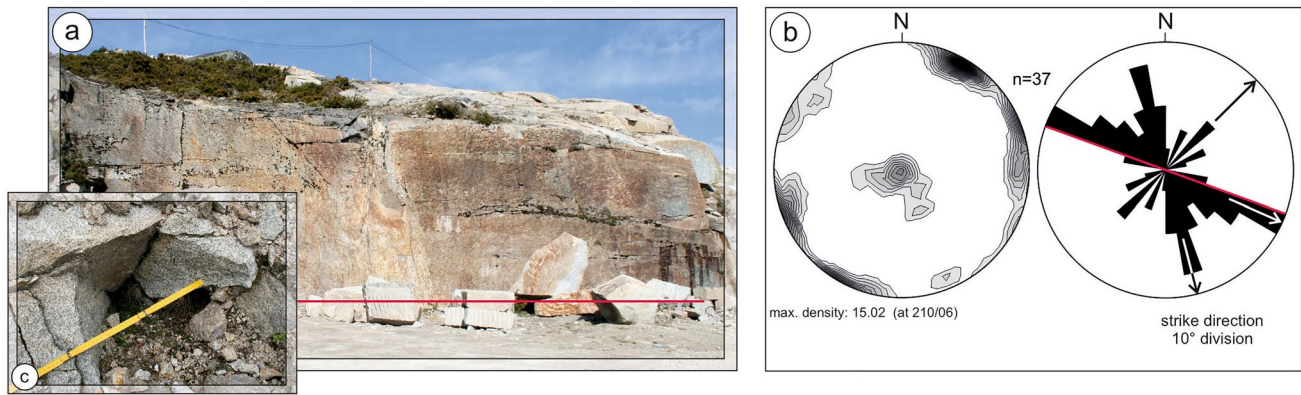 a
b
N
N
n=37
max. density: 15.02 (at 210/06)
strike direction
10° division
c